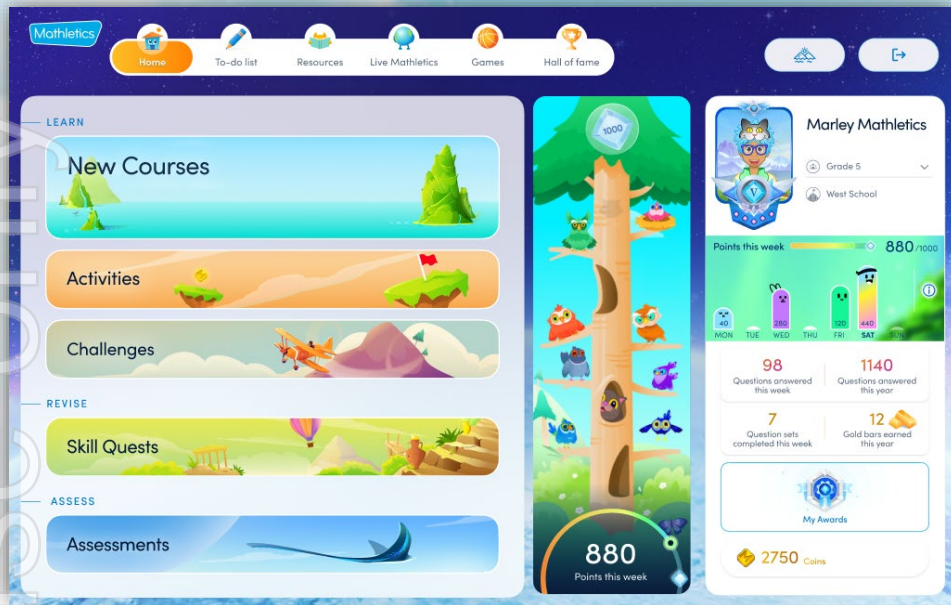 Mathletics
Home
To-do list
Resources
Live Mathletics
Games
Hall of fame
LEARN
New Courses
Activities
Challenges
REVISE
Skill Quests
ASSESS
Assessments
1000
880
Points this week
Marley Mathletics
V
Grade 5
West School
Points this week
880 /1000
40
280
120
440
MON
TUE
WED
THU
FRI
SAT
SUN
98
Questions answered
this week
1140
Questions answered
this year
7
Question sets
completed this week
12
Gold bars earned
this year
My Awards
2750 Coins